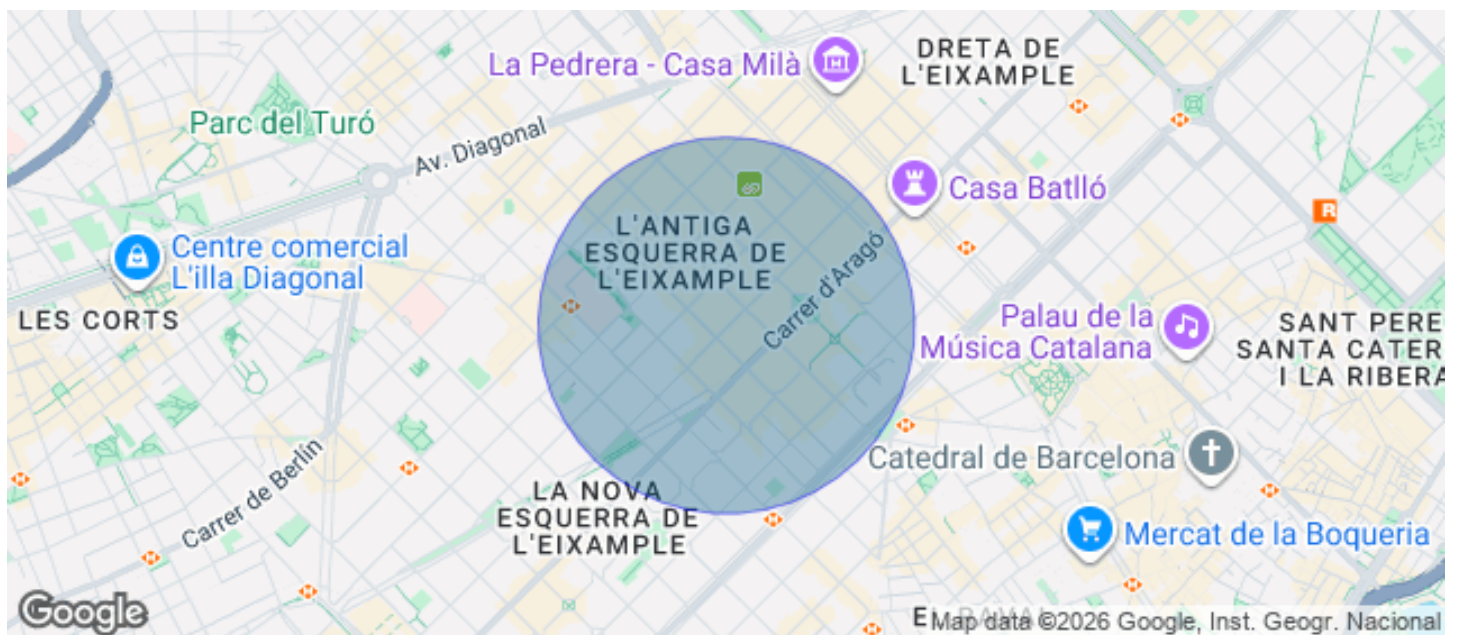 DRETA DE
L'EIXAMPLE
La Pedrera - Casa Milà
Parc del Turó
Av. Diagonal
Casa Batlló
R
L'ANTIGA
ESQUERRA DE
L'EIXAMPLE
Centre comercial
L'illa Diagonal
Carrer d'Aragó
LES CORTS
Palau de la
Música Catalana
SANT PERE
SANTA CATER
I LA RIBERA
Catedral de Barcelona
Carrer de Berlín
LA NOVA
ESQUERRA DE
L'EIXAMPLE
Mercat de la Boqueria
Google
Map data ©2026 Google, Inst. Geogr. Nacional